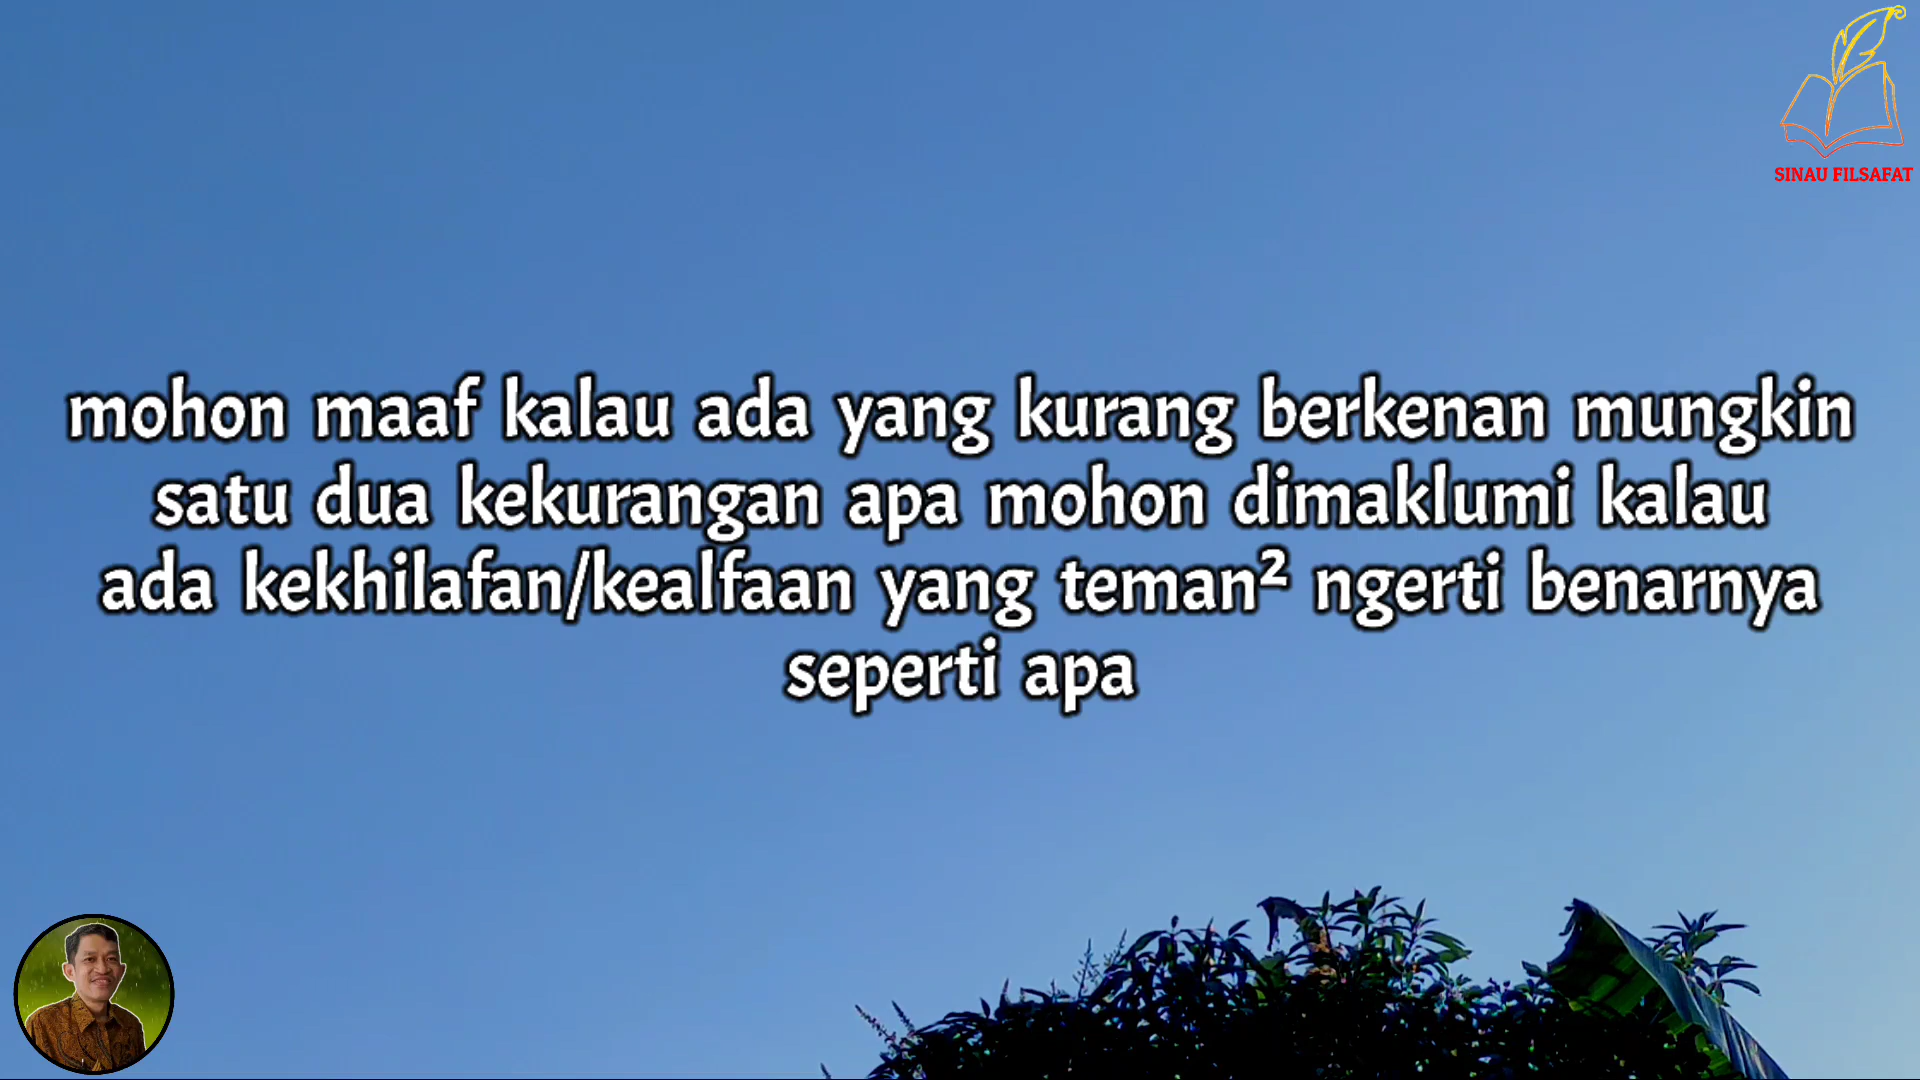 SINAU FILSAFAT
mohon maaf kalau ada yang kurang berkenan mungkin
satu dua kekurangan apa mohon dimaklumi kalau
ada kekhilafan/kealfaan yang teman² ngerti benarnya
seperti apa